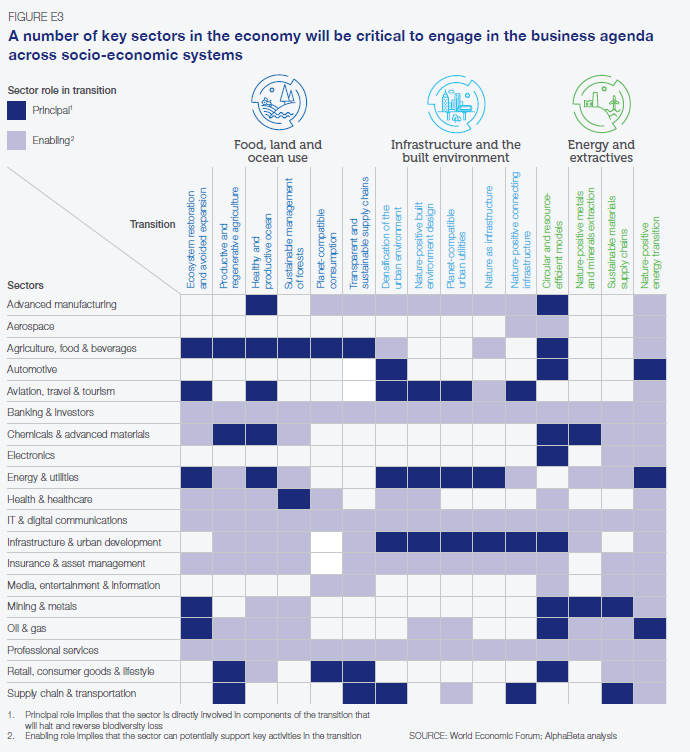 FIGURE E3
A number of key sectors in the economy will be critical to engage in the business agenda
across socio-economic systems
Sector role in transition
Principal1
Enabling2
Food, land and
ocean use
Infrastructure and the
built environment
Energy and
extractives
Transition
Sectors
Ecosystem restoration
and avoided expansion
Productive and
regenerative agriculture
Healthy and
productive ocean
Sustainable management
of forests
Planet-compatible
consumption
Transparent and
sustainable supply chains
Densification of the
urban environment
Nature-positive built
environment design
Planet-compatible
urban utilities
Nature as infrastructure
Nature-positive connecting
infrastructure
Circular and resource-
efficient models
Nature-positive metals
and minerals extraction
Sustainable materials
supply chains
Nature-positive
energy transition
Advanced manufacturing
Aerospace
Agriculture, food & beverages
Automotive
Aviation, travel & tourism
Banking & investors
Chemicals & advanced materials
Electronics
Energy & utilities
Health & healthcare
IT & digital communications
Infrastructure & urban development
Insurance & asset management
Media, entertainment & information
Mining & metals
Oil & gas
Professional services
Retail, consumer goods & lifestyle
Supply chain & transportation
1. Principal role implies that the sector is directly involved in components of the transition that
will halt and reverse biodiversity loss
2. Enabling role implies that the sector can potentially support key activities in the transition
SOURCE: World Economic Forum; AlphaBeta analysis